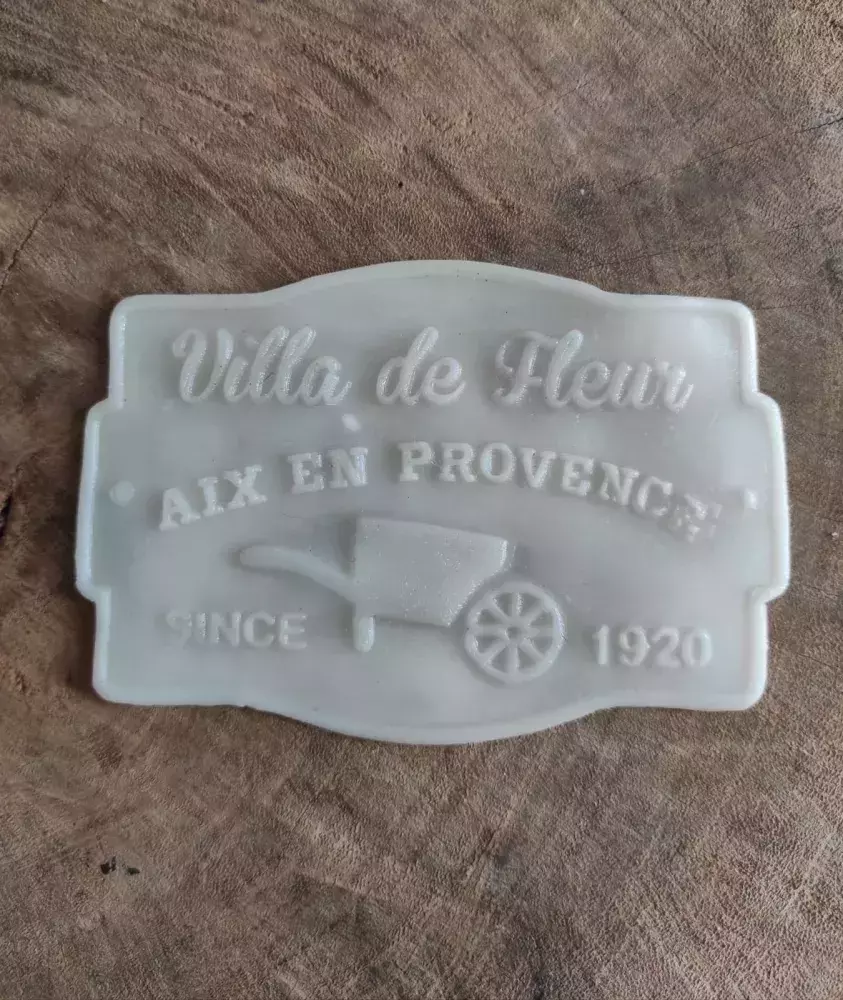 Villa de Fleur
AIX EN PROVENCE
SINCE 1920